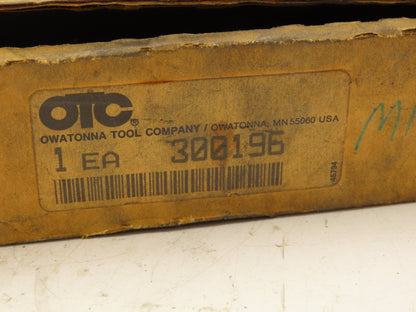 OTC®
OWATONNA TOOL COMPANY / OWATONNA, MN 55060 USA
1 EA 300196